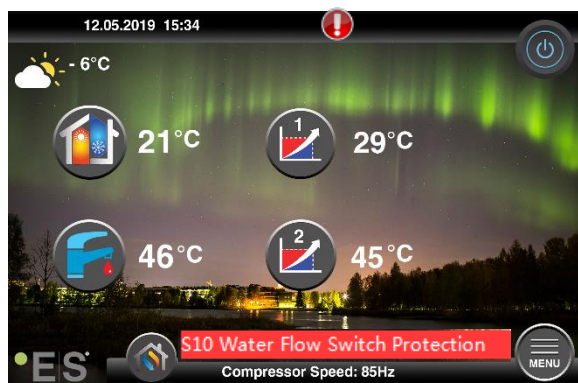 12.05.2019 15:34
- 6°C
21°C
1
29°C
46°C
2
45°C
S10 Water Flow Switch Protection
•ES
Compressor Speed: 85Hz
MENU